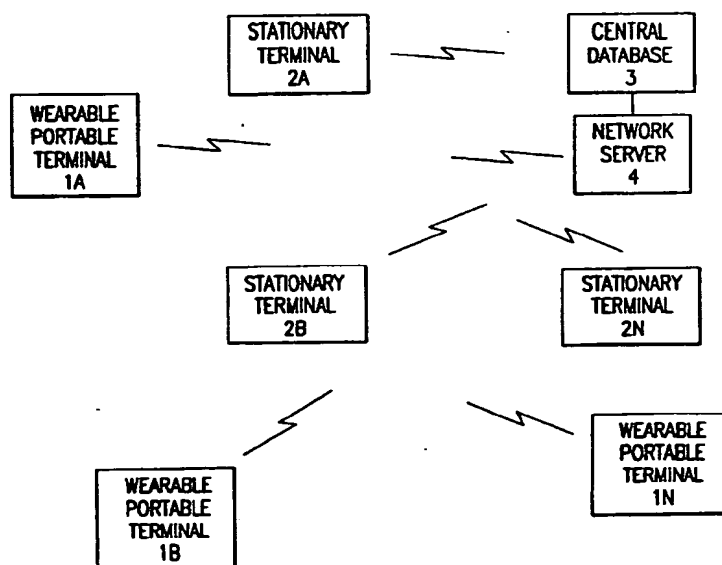 STATIONARY
TERMINAL
2A
CENTRAL
DATABASE
3
WEARABLE
PORTABLE
TERMINAL
1A
NETWORK
SERVER
4
STATIONARY
TERMINAL
2B
STATIONARY
TERMINAL
2N
WEARABLE
PORTABLE
TERMINAL
1N
WEARABLE
PORTABLE
TERMINAL
1B